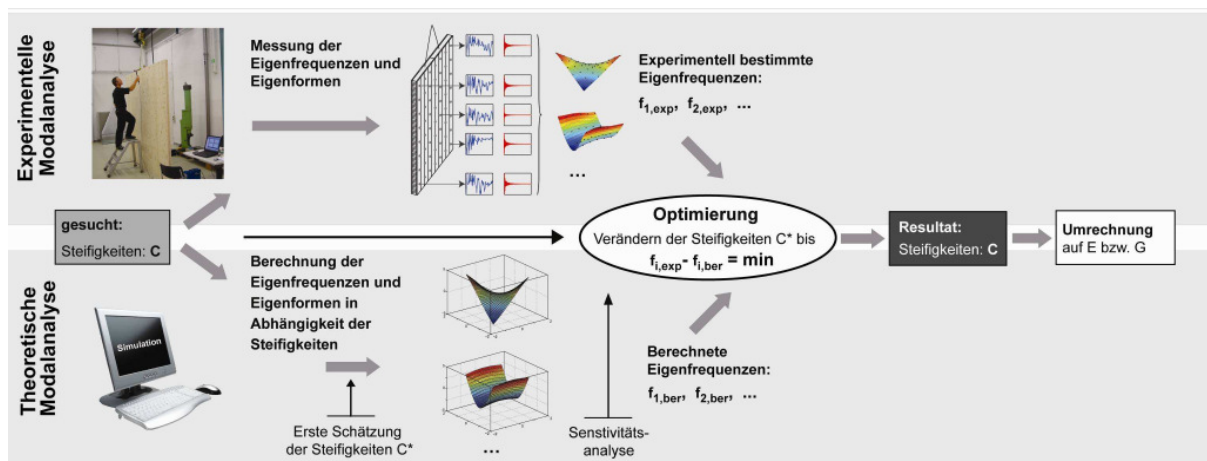 Experimentelle
Modalanalyse
Messung der
Eigenfrequenzen und
Eigenformen
Experimentell bestimmte
Eigenfrequenzen:
f1,exp, f2,exp, ...
...
gesucht:
Steifigkeiten: C
Optimierung
Verändern der Steifigkeiten C* bis
fi,exp- fi,ber = min
Resultat:
Steifigkeiten: C
Umrechnung
auf E bzw. G
Theoretische
Modalanalyse
Simulation
Berechnung der
Eigenfrequenzen und
Eigenformen in
Abhängigkeit der
Steifigkeiten
Erste Schätzung
der Steifigkeiten C*
...
Senstivitäts-
analyse
Berechnete
Eigenfrequenzen:
f1,ber, f2,ber, ...